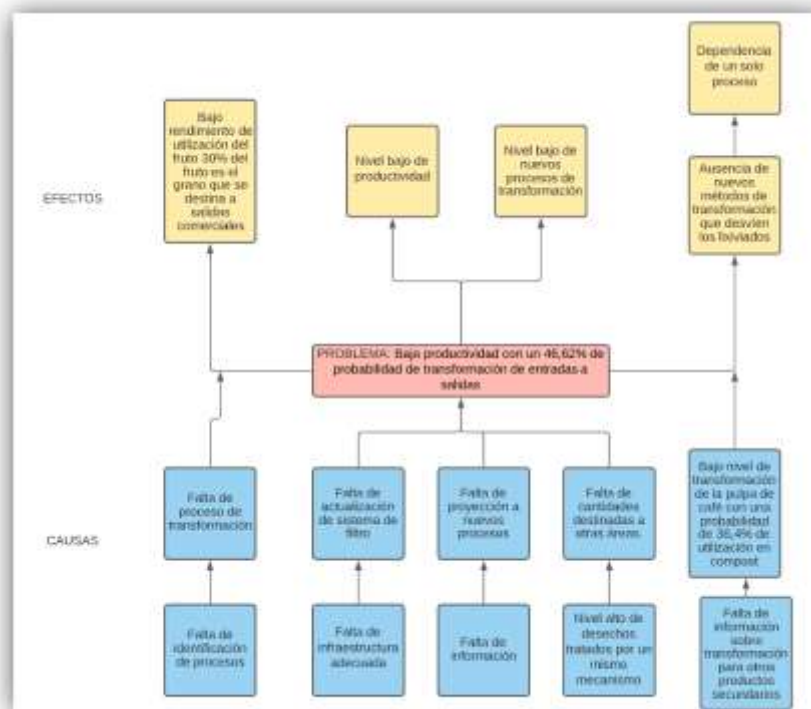 Dependencia
de un solo
proceso
Bajo
rendimiento de
utilización del
fruto 30% del
fruto es el
grano que se
destina a
salidas
comerciales
Nivel bajo de
productividad
Nivel bajo de
nuevos
procesos de
transformación
Ausencia de
nuevos
métodos de
transformación
que desvíen
los lixiviados
EFECTOS
PROBLEMA: Baja productividad con un 46,62% de
probabilidad de transformación de entradas a
salidas
Falta de
proceso de
transformación
Falta de
actualización
de sistema de
filtro
Falta de
proyección a
nuevos
procesos
Falta de
cantidades
destinadas a
otras áreas
Bajo nivel de
transformación
de la pulpa de
café con una
probabilidad
de 36,4% de
utilización en
compost
CAUSAS
Falta de
identificación
de procesos
Falta de
infraestructura
adecuada
Falta de
información
Nivel alto de
desechos
tratados por un
mismo
mecanismo
Falta de
información
sobre
transformación
para otros
productos
secundarios